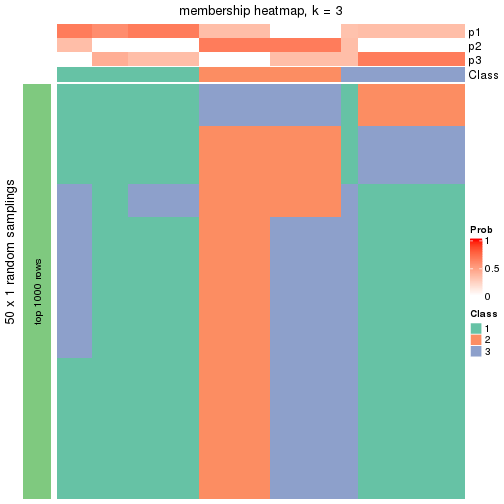 membership heatmap, k = 3
p1
p2
p3
Class
50 x 1 random samplings
top 1000 rows
Prob
1
0.5
0
Class
1
2
3